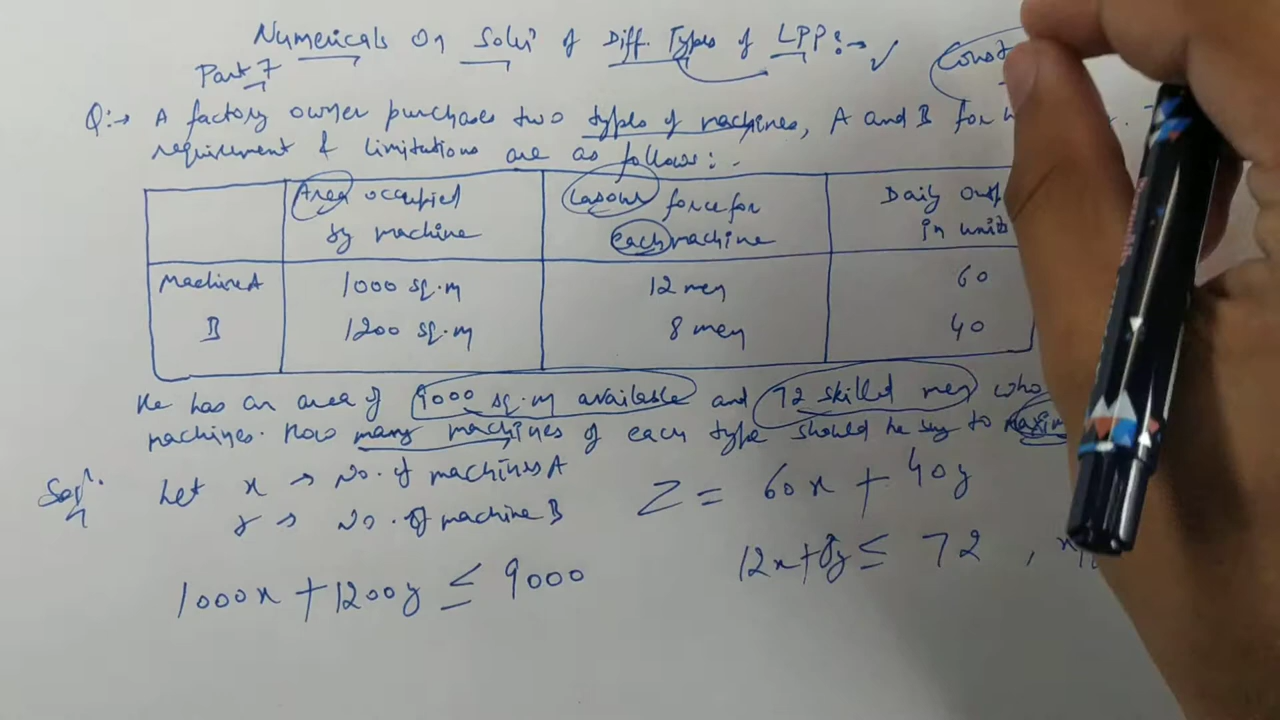 Numericals on Solnˢ of Diff. Types of LPP:→ ✓
Part 7
Q:→ A factory owner purchases two types of machines, A and B for
requirement & limitations are as follows:.
Area occupied by machine
Labour force for each machine
Daily in units
Machine A 1000 sq.m 12 men 60
B 1200 sq.m 8 men 40
He has an area of 9000 sq.m available and 72 skilled men who
machines. How many machines of each type should he buy to
Solⁿ. Let x → No. of machines A
y → No. of machine B
Z = 60x + 40y
1000x + 1200y ≤ 9000
12x + 8y ≤ 72 ,